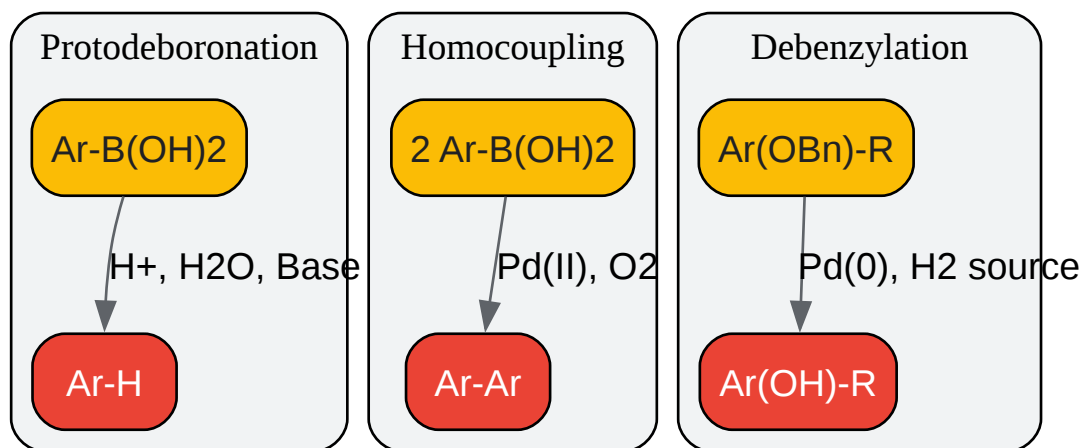 Protodeboronation
Ar-B(OH)2
H+, H2O, Base
Ar-H
Homocoupling
2 Ar-B(OH)2
Pd(II), O2
Ar-Ar
Debenzylation
Ar(OBn)-R
Pd(0), H2 source
Ar(OH)-R